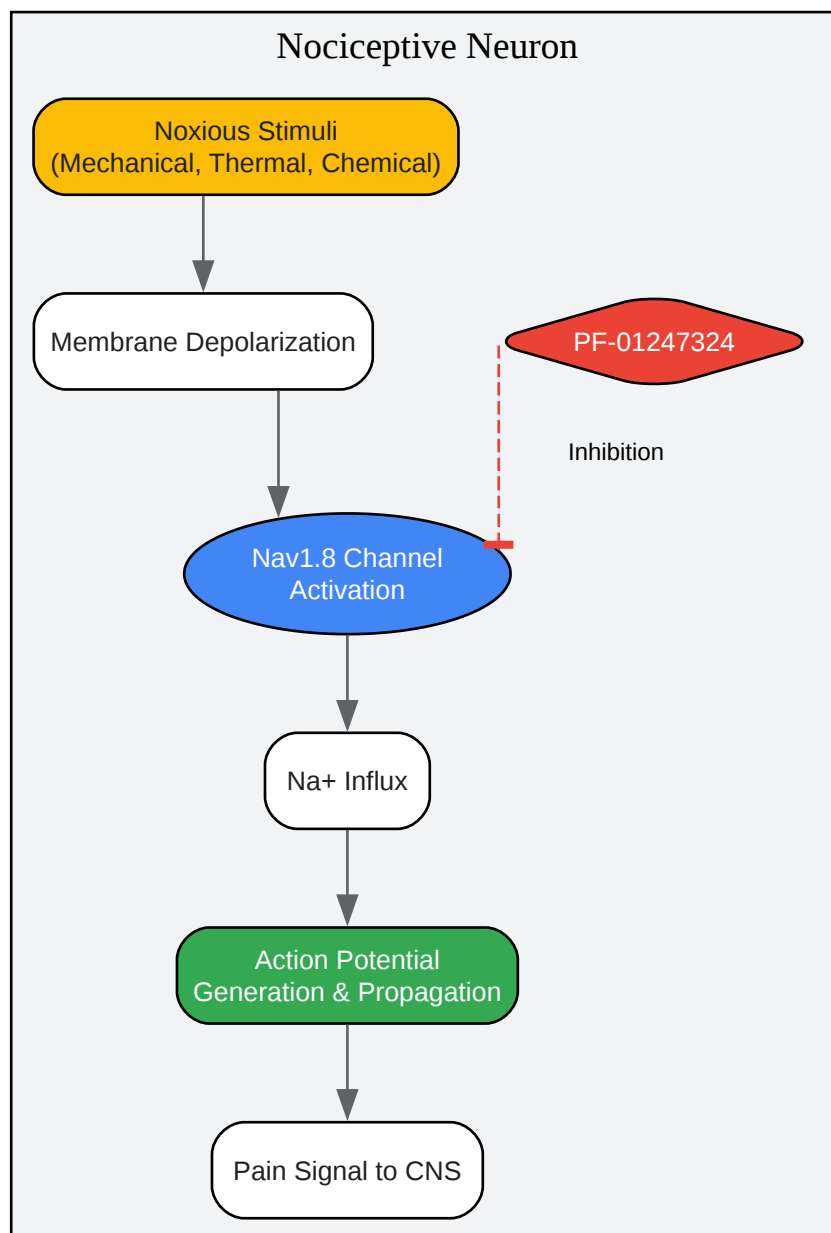 Nociceptive Neuron
Noxious Stimuli
(Mechanical, Thermal, Chemical)
Membrane Depolarization
PF-01247324
Inhibition
Nav1.8 Channel
Activation
Na+ Influx
Action Potential
Generation & Propagation
Pain Signal to CNS